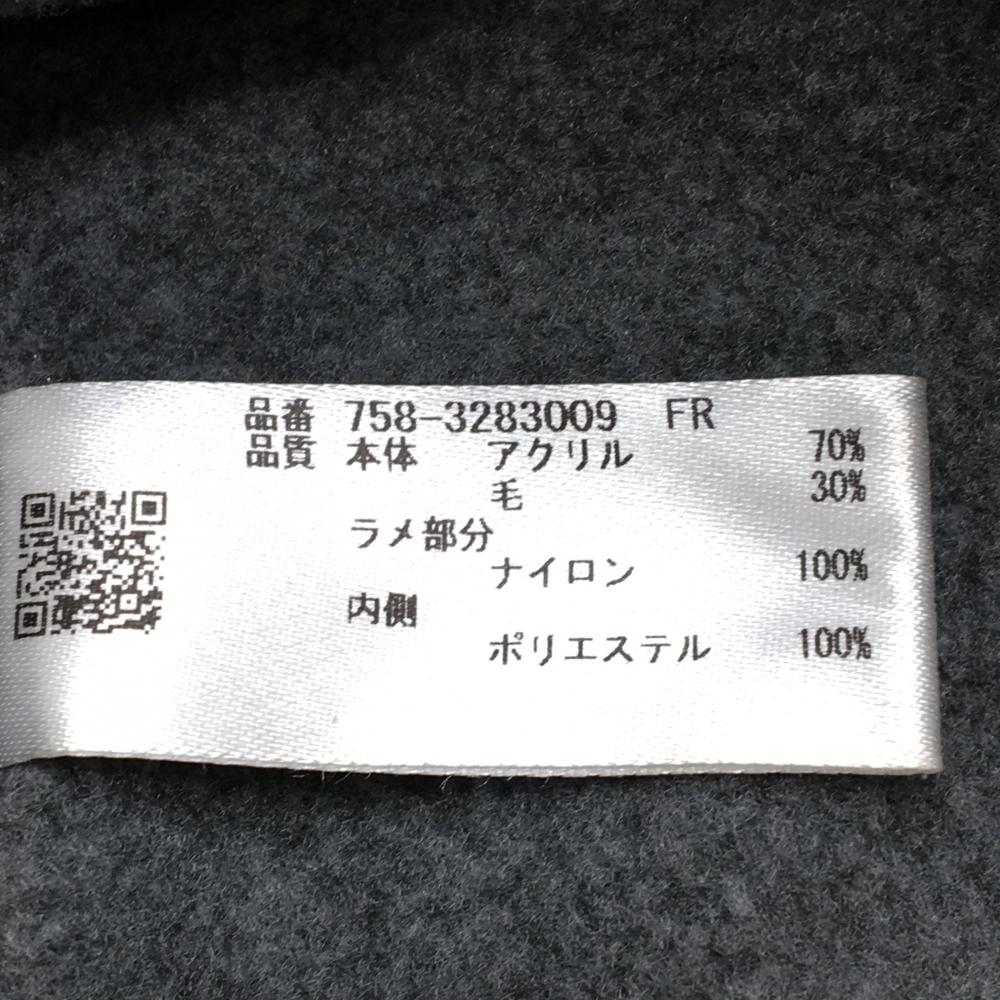 品番 758-3283009 FR
品質 本体 アクリル 70%
毛 30%
ラメ部分
ナイロン 100%
内側
ポリエステル 100%